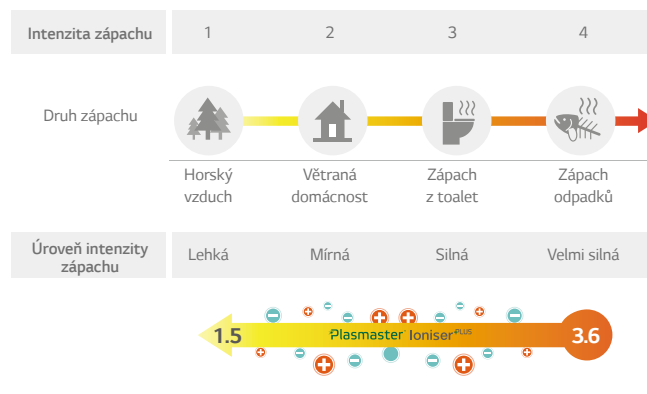 Intenzita zápachu 1 2 3 4
Druh zápachu
Horský vzduch
Větraná domácnost
Zápach z toalet
Zápach odpadků
Úroveň intenzity zápachu
Lehká Mírná Silná Velmi silná
1.5 Plasmaster Ioniser PLUS 3.6